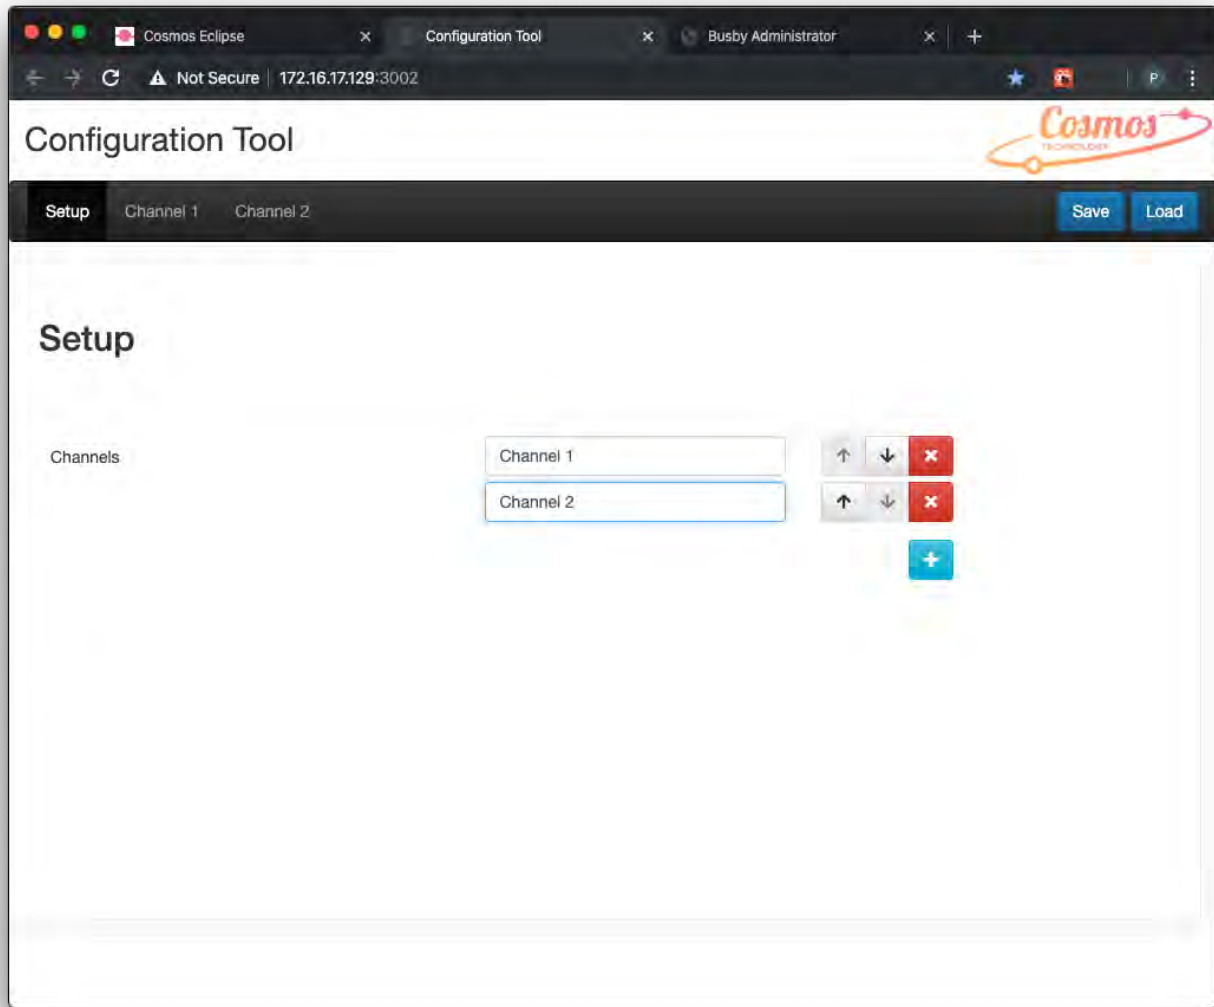 Cosmos Eclipse Configuration Tool Busby Administrator
Not Secure 172.16.17.129:3002 P
Configuration Tool
Cosmos
TECHNOLOGY
Setup Channel 1 Channel 2 Save Load
Setup
Channels Channel 1
Channel 2